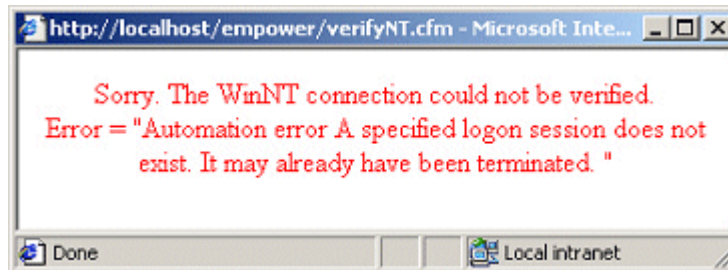 http://localhost/empower/verifyNT.cfm - Microsoft Inte...
Sorry. The WinNT connection could not be verified.
Error = "Automation error A specified logon session does not
exist. It may already have been terminated. "
Done
Local intranet